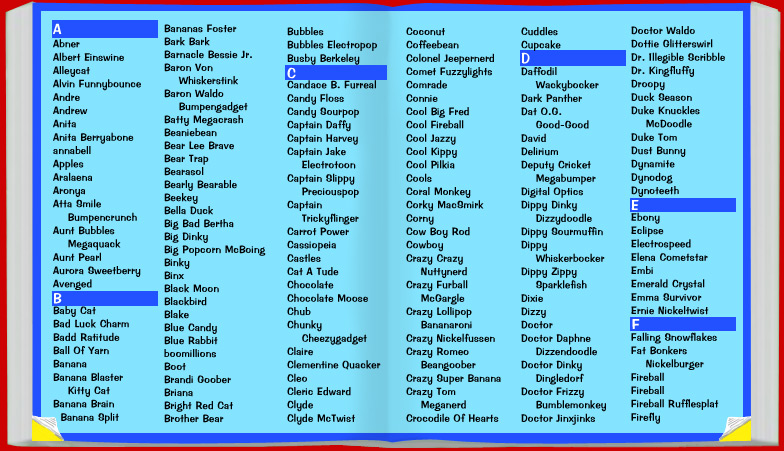 A
Abner
Albert Einswine
Alleycat
Alvin Funnybounce
Andre
Andrew
Anita
Anita Berryabone
annabell
Apples
Aralaena
Aronya
Atta Smile
Bumpencrunch
Aunt Bubbles
Megaquack
Aunt Pearl
Aurora Sweetberry
Avenged
B
Baby Cat
Bad Luck Charm
Badd Ratitude
Ball Of Yarn
Banana
Banana Blaster
Kitty Cat
Banana Brain
Banana Split
Bananas Foster
Bark Bark
Barnacle Bessie Jr.
Baron Von
Whiskerstink
Baron Waldo
Bumpengadget
Batty Megacrash
Beaniebean
Bear Lee Brave
Bear Trap
Bearasol
Bearly Bearable
Beekey
Bella Duck
Big Bad Bertha
Big Dinky
Big Popcorn McBoing
Binky
Binx
Black Moon
Blackbird
Blake
Blue Candy
Blue Rabbit
boomillions
Boot
Brandi Goober
Briana
Bright Red Cat
Brother Bear
Bubbles
Bubbles Electropop
Busby Berkeley
C
Candace B. Furreal
Candy Floss
Candy Sourpop
Captain Daffy
Captain Harvey
Captain Jake
Electrotoon
Captain Slippy
Preciouspop
Captain
Trickyflinger
Carrot Power
Cassiopeia
Castles
Cat A Tude
Chocolate
Chocolate Moose
Chub
Chunky
Cheezygadget
Claire
Clementine Quacker
Cleo
Cleric Edward
Clyde
Clyde McTwist
Coconut
Coffeebean
Colonel Jeepernerd
Comet Fuzzylights
Comrade
Connie
Cool Big Fred
Cool Fireball
Cool Jazzy
Cool Kippy
Cool Pilkia
Cools
Coral Monkey
Corky MacSmirk
Corny
Cow Boy Rod
Cowboy
Crazy Crazy
Nuttynerd
Crazy Furball
McGargle
Crazy Lollipop
Bananaroni
Crazy Nickelfussen
Crazy Romeo
Beangoober
Crazy Super Banana
Crazy Tom
Meganerd
Crocodile Of Hearts
Cuddles
Cupcake
D
Daffodil
Wackybocker
Dark Panther
Dat O.G.
Good-Good
David
Delirium
Deputy Cricket
Megabumper
Digital Optics
Dippy Dinky
Dizzydoodle
Dippy Sourmuffin
Dippy
Whiskerbocker
Dippy Zippy
Sparklefish
Dixie
Dizzy
Doctor
Doctor Daphne
Dizzendoodle
Doctor Dinky
Dingledorf
Doctor Frizzy
Bumblemonkey
Doctor Jinxjinks
Doctor Waldo
Dottie Glitterswirl
Dr. Illegible Scribble
Dr. Kingfluffy
Droopy
Duck Season
Duke Knuckles
McDoodle
Duke Tom
Dust Bunny
Dynamite
Dynodog
Dynoteeth
E
Ebony
Eclipse
Electrospeed
Elena Cometstar
Embi
Emerald Crystal
Emma Survivor
Ernie Nickeltwist
F
Falling Snowflakes
Fat Bonkers
Nickelburger
Fireball
Fireball
Fireball Rufflesplat
Firefly